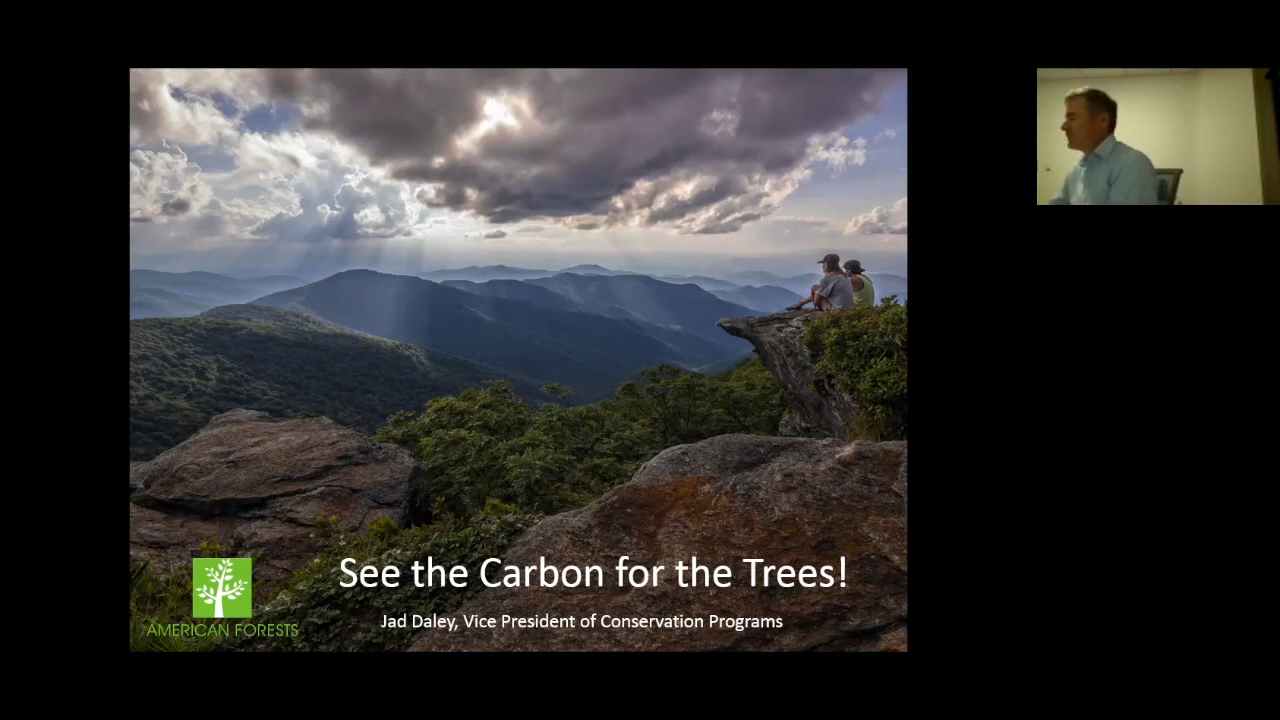 See the Carbon for the Trees!
Jad Daley, Vice President of Conservation Programs
AMERICAN FORESTS